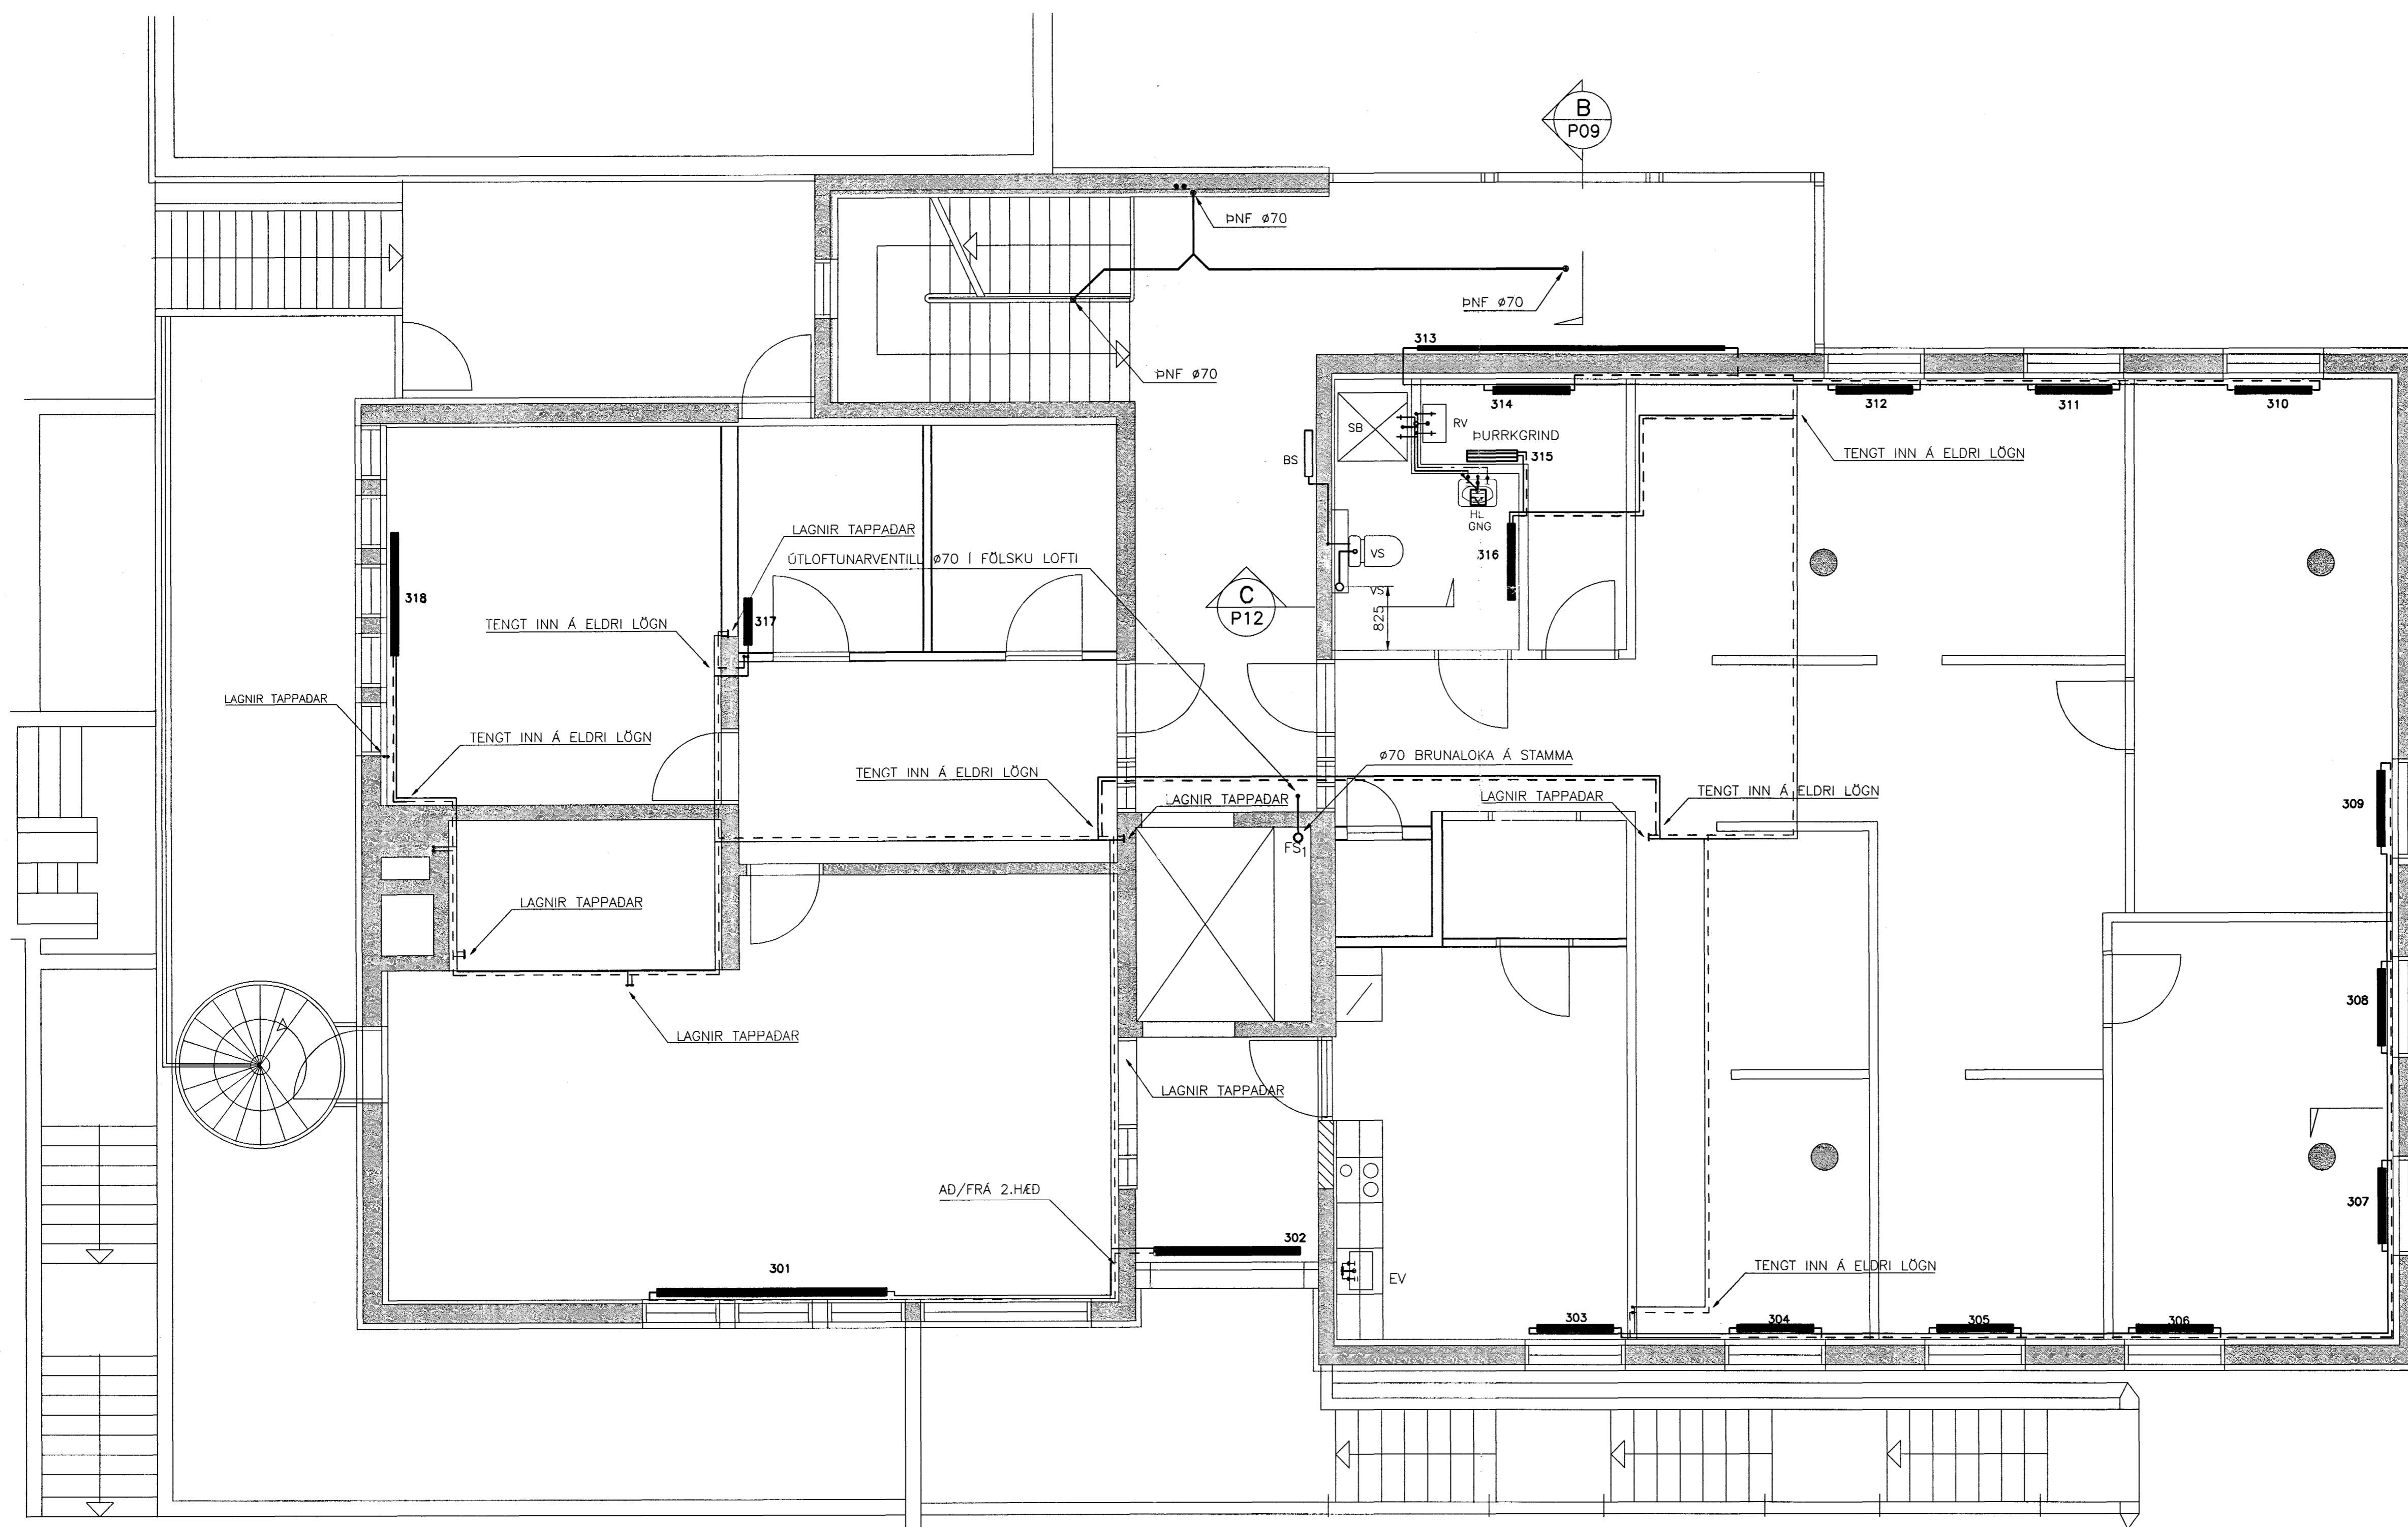 B
P09
ÞNF ø70
ÞNF ø70
ÞNF ø70
313
314
312
311
310
SB
RV
ÞURRKGRIND
BS
315
TENGT INN Á ELDRI LÖGN
HL
GNG
LAGNIR TAPPAÐAR
ÚTLOFTUNARVENTILL ø70 Í FÖLSKU LOFTI
VS
316
318
C
P12
VS
825
TENGT INN Á ELDRI LÖGN
317
LAGNIR TAPPAÐAR
TENGT INN Á ELDRI LÖGN
ø70 BRUNALOKA Á STAMMA
TENGT INN Á ELDRI LÖGN
LAGNIR TAPPAÐAR
LAGNIR TAPPAÐAR
TENGT INN Á ELDRI LÖGN
309
FS1
LAGNIR TAPPAÐAR
308
LAGNIR TAPPAÐAR
LAGNIR TAPPAÐAR
AÐ/FRÁ 2.HÆÐ
307
302
301
EV
TENGT INN Á ELDRI LÖGN
303
304
305
306